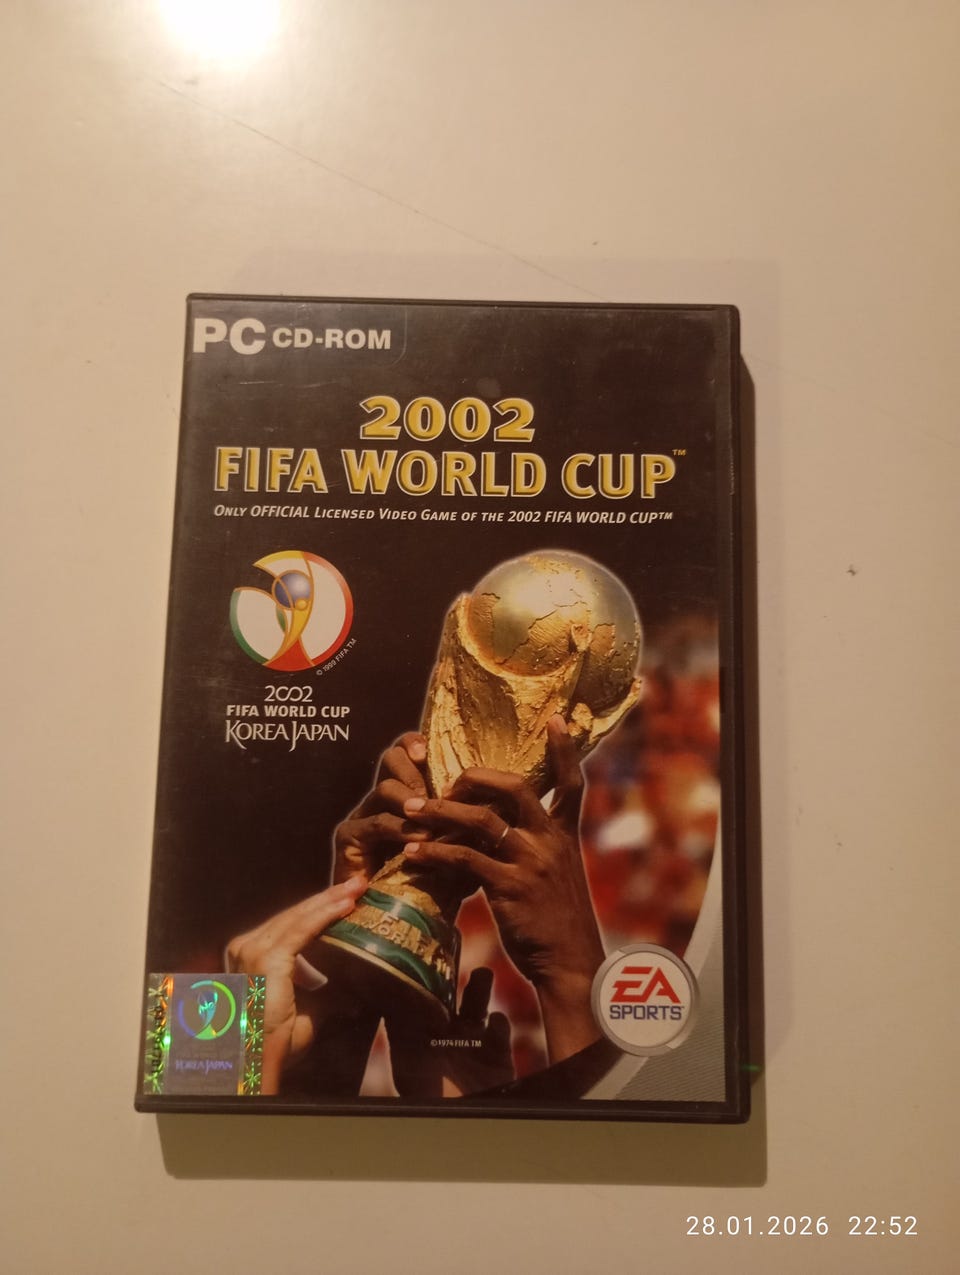 PC CD-ROM
2002
FIFA WORLD CUP™
ONLY OFFICIAL LICENSED VIDEO GAME OF THE 2002 FIFA WORLD CUP™
© 1999 FIFA TM
2002
FIFA WORLD CUP
KOREA JAPAN
EA
SPORTS
©1974 FIFA TM
KOREA JAPAN
28.01.2026 22:52